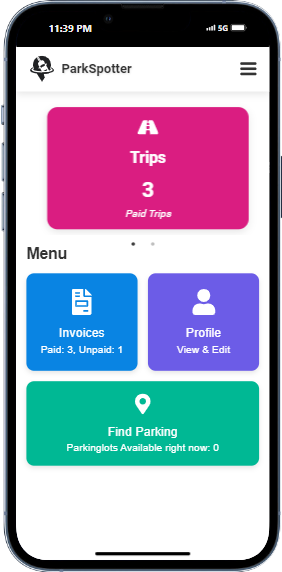 11:39 PM
5G
ParkSpotter
Trips
3
Paid Trips
Menu
Invoices
Paid: 3, Unpaid: 1
Profile
View & Edit
Find Parking
Parkinglots Available right now: 0